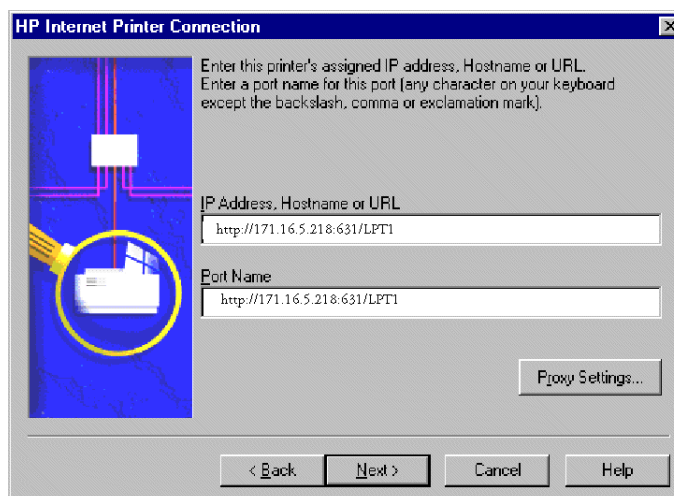 HP Internet Printer Connection
Enter this printer's assigned IP address, Hostname or URL.
Enter a port name for this port (any character on your keyboard
except the backslash, comma or exclamation mark).
IP Address, Hostname or URL
http://171.16.5.218:631/LPT1
Port Name
http://171.16.5.218:631/LPT1
Proxy Settings...
< Back Next > Cancel Help